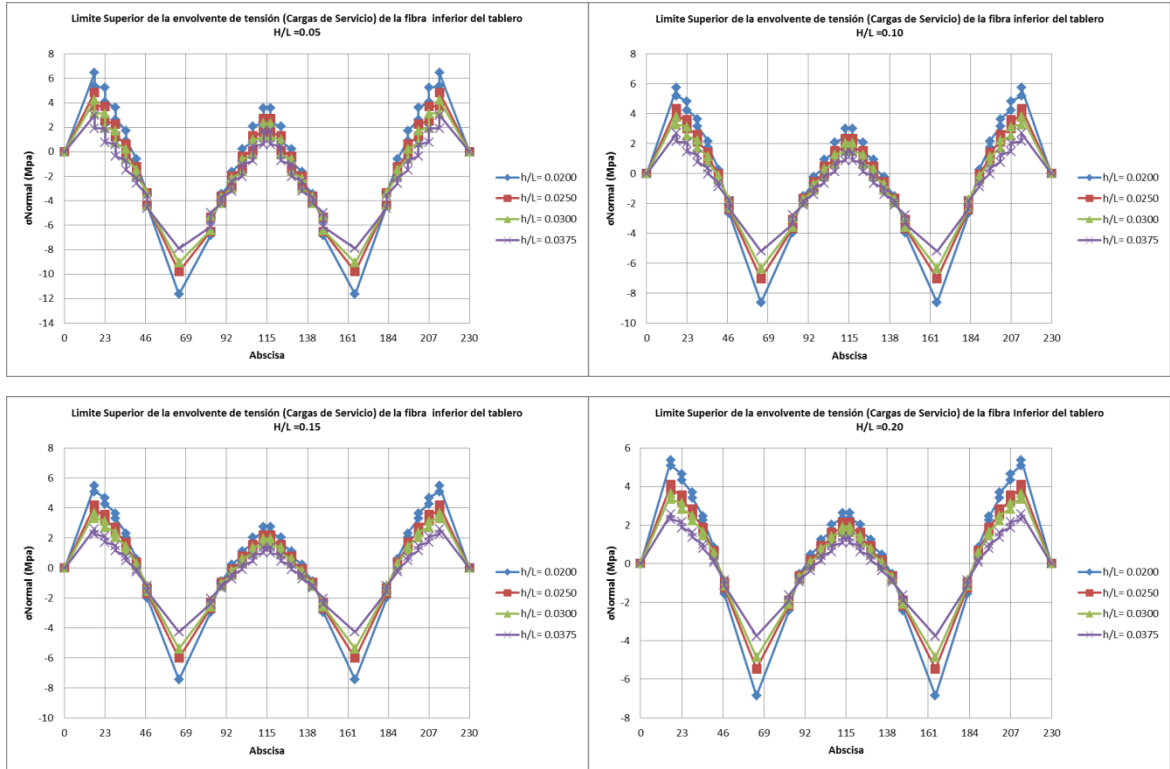 Limite Superior de la envolvente de tensión (Cargas de Servicio) de la fibra inferior del tablero
H/L =0.05
8
6
4
2
0
-2
-4
-6
-8
-10
-12
-14
σNormal (Mpa)
0 23 46 69 92 115 138 161 184 207 230
Abscisa
h/L= 0.0200
h/L= 0.0250
h/L= 0.0300
h/L= 0.0375
Limite Superior de la envolvente de tensión (Cargas de Servicio) de la fibra inferior del tablero
H/L =0.10
8
6
4
2
0
-2
-4
-6
-8
-10
σNormal (Mpa)
0 23 46 69 92 115 138 161 184 207 230
Abscisa
h/L= 0.0200
h/L= 0.0250
h/L= 0.0300
h/L= 0.0375
Limite Superior de la envolvente de tensión (Cargas de Servicio) de la fibra inferior del tablero
H/L =0.15
8
6
4
2
0
-2
-4
-6
-8
-10
σNormal (Mpa)
0 23 46 69 92 115 138 161 184 207 230
Abscisa
h/L= 0.0200
h/L= 0.0250
h/L= 0.0300
h/L= 0.0375
Limite Superior de la envolvente de tensión (Cargas de Servicio) de la fibra Inferior del tablero
H/L =0.20
6
4
2
0
-2
-4
-6
-8
σNormal (Mpa)
0 23 46 69 92 115 138 161 184 207 230
Abscisa
h/L= 0.0200
h/L= 0.0250
h/L= 0.0300
h/L= 0.0375